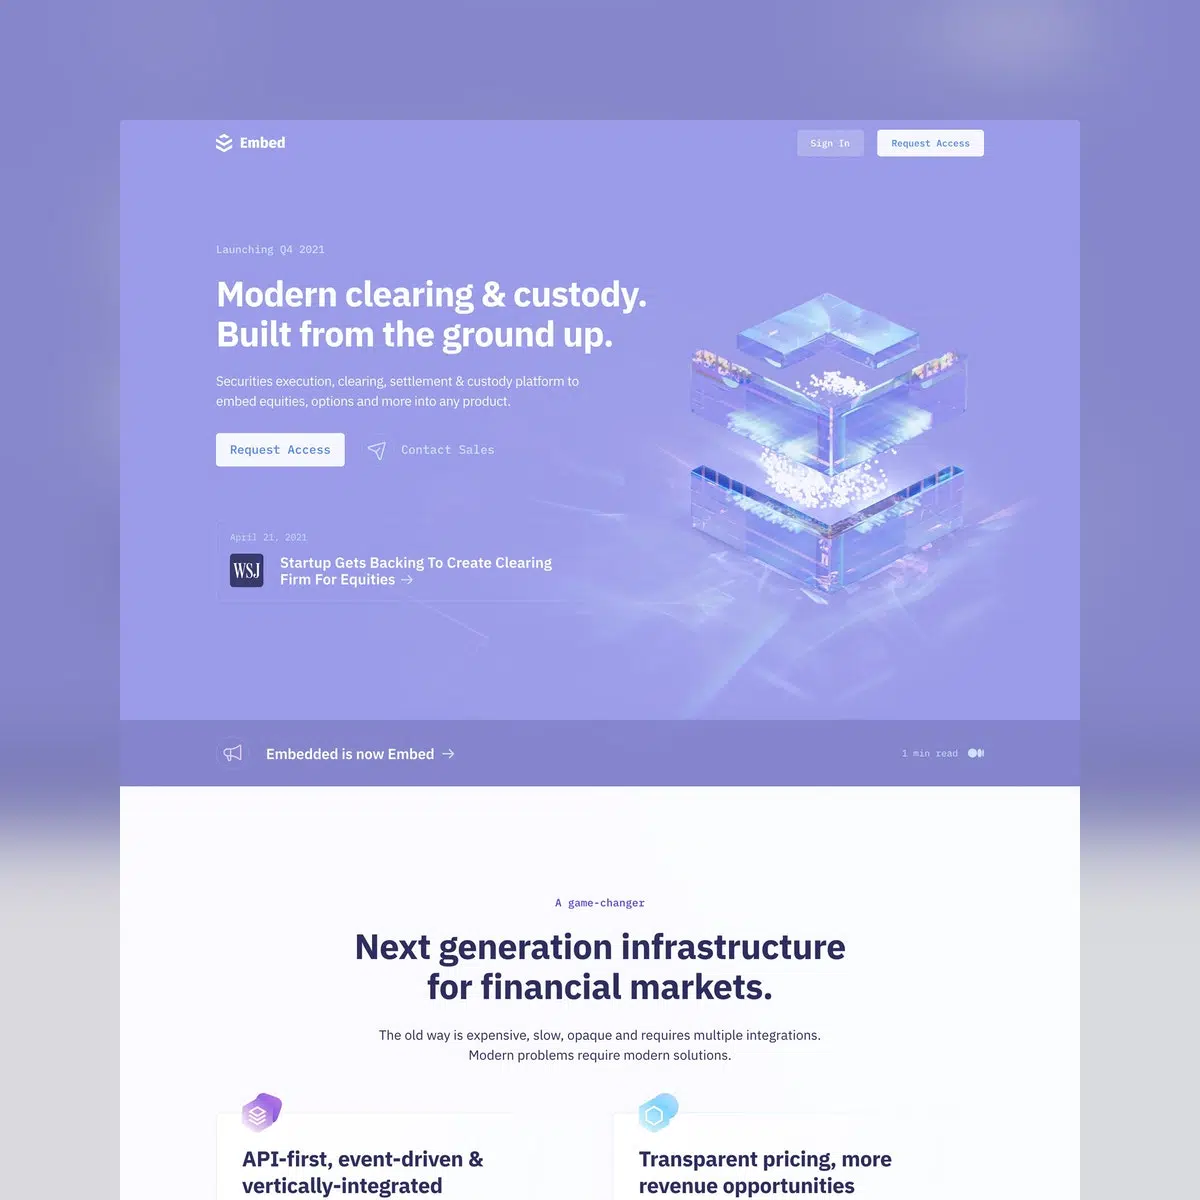 Embed
Sign In
Request Access
Launching Q4 2021
Modern clearing & custody.
Built from the ground up.
Securities execution, clearing, settlement & custody platform to
embed equities, options and more into any product.
Request Access
Contact Sales
April 21, 2021
WSJ
Startup Gets Backing To Create Clearing
Firm For Equities →
Embedded is now Embed →
1 min read
A game-changer
Next generation infrastructure
for financial markets.
The old way is expensive, slow, opaque and requires multiple integrations.
Modern problems require modern solutions.
API-first, event-driven &
vertically-integrated
Transparent pricing, more
revenue opportunities